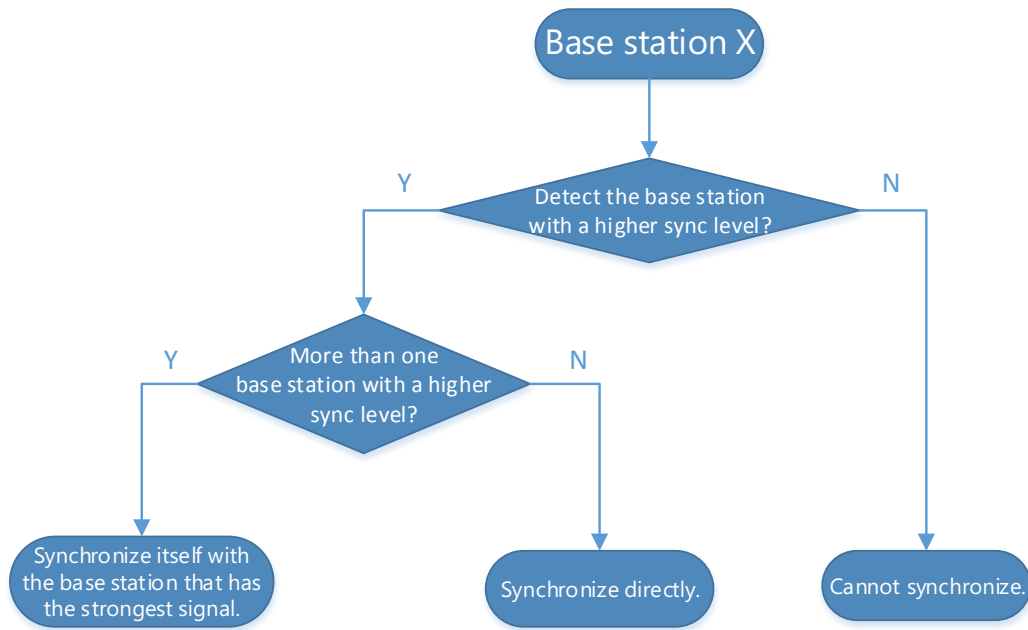 Base station X
Y
N
Detect the base station
with a higher sync level?
Y
N
More than one
base station with a higher
sync level?
Synchronize itself with
the base station that has
the strongest signal.
Synchronize directly.
Cannot synchronize.